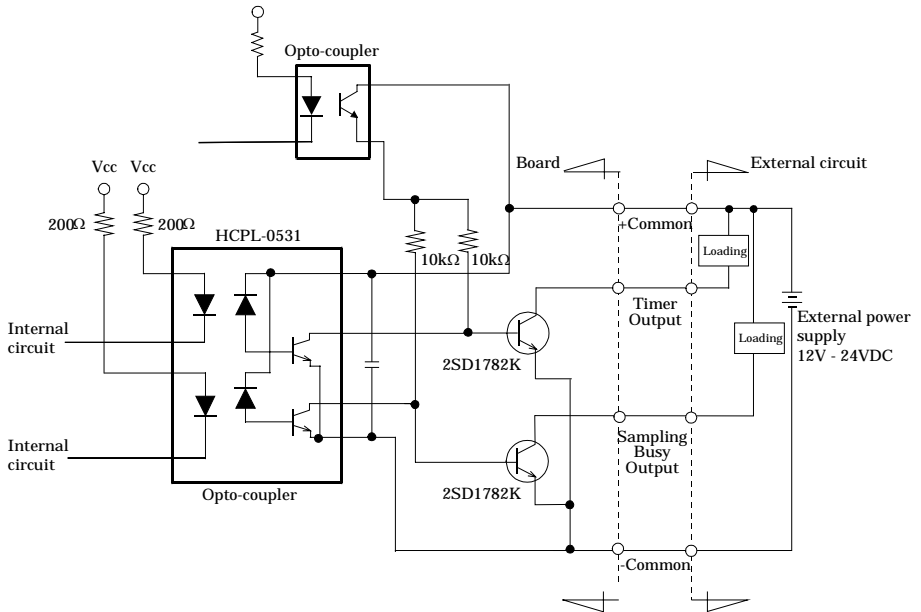 Opto-coupler
Board
External circuit
Vcc
Vcc
200Ω
200Ω
HCPL-0531
+Common
10kΩ
10kΩ
Loading
Internal
circuit
Timer
Output
External power
supply
12V - 24VDC
Loading
2SD1782K
Sampling
Busy
Output
Internal
circuit
2SD1782K
Opto-coupler
-Common